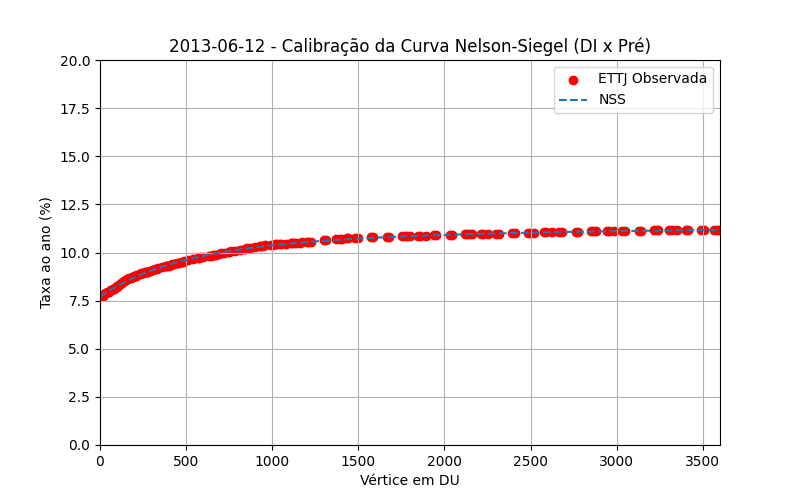 2013-06-12 - Calibração da Curva Nelson-Siegel (DI x Pré)
20.0
17.5
15.0
12.5
10.0
7.5
5.0
2.5
0.0
Taxa ao ano (%)
ETTJ Observada
NSS
0 500 1000 1500 2000 2500 3000 3500
Vértice em DU